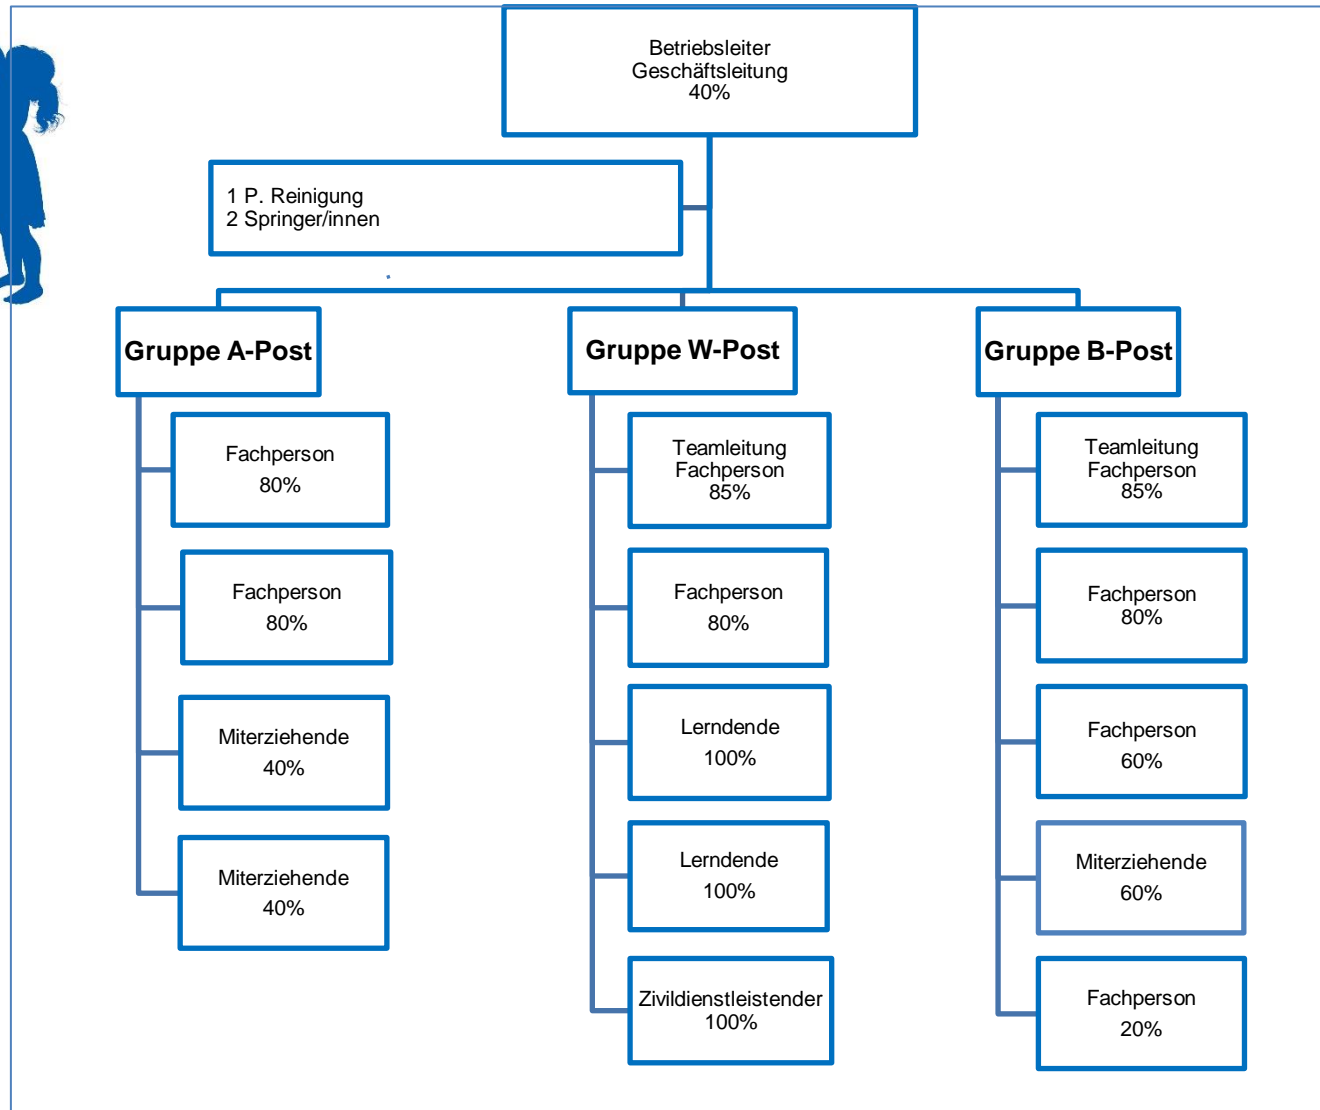 Betriebsleiter
Geschäftsleitung
40%
1 P. Reinigung
2 Springer/innen
Gruppe A-Post
Fachperson
80%
Fachperson
80%
Miterziehende
40%
Miterziehende
40%
Gruppe W-Post
Teamleitung
Fachperson
85%
Fachperson
80%
Lerndende
100%
Lerndende
100%
Zivildienstleistender
100%
Gruppe B-Post
Teamleitung
Fachperson
85%
Fachperson
80%
Fachperson
60%
Miterziehende
60%
Fachperson
20%